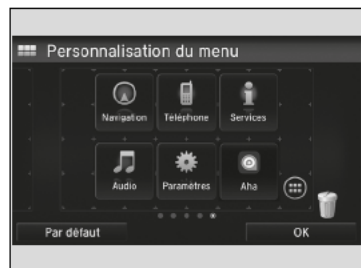 Personnalisation du menu
Navigation Téléphone Services
Audio Paramètres Aha
Par défaut OK